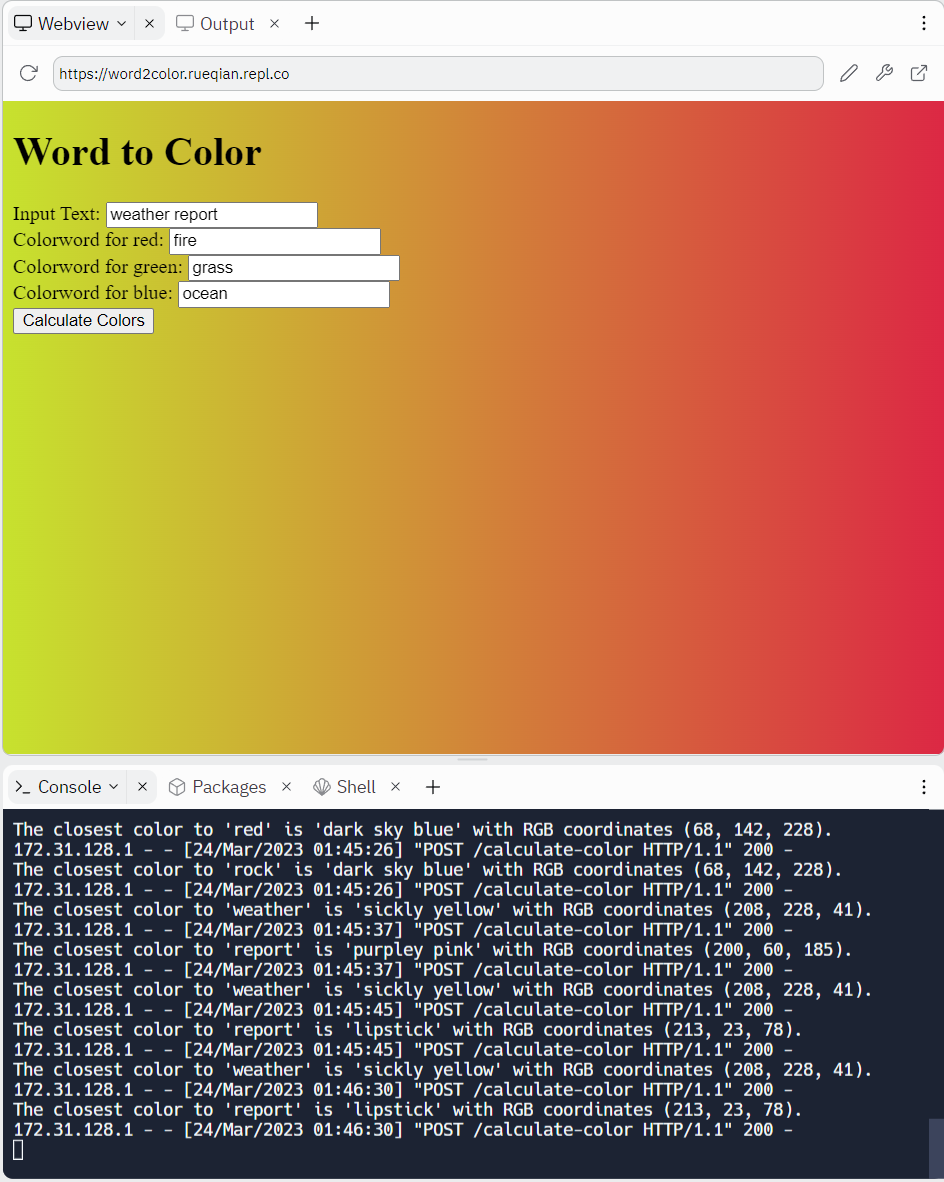 Webview Output
https://word2color.rueqian.repl.co
Word to Color
Input Text: weather report
Colorword for red: fire
Colorword for green: grass
Colorword for blue: ocean
Calculate Colors
Console Packages Shell
The closest color to 'red' is 'dark sky blue' with RGB coordinates (68, 142, 228).
172.31.128.1 - - [24/Mar/2023 01:45:26] "POST /calculate-color HTTP/1.1" 200 -
The closest color to 'rock' is 'dark sky blue' with RGB coordinates (68, 142, 228).
172.31.128.1 - - [24/Mar/2023 01:45:26] "POST /calculate-color HTTP/1.1" 200 -
The closest color to 'weather' is 'sickly yellow' with RGB coordinates (208, 228, 41).
172.31.128.1 - - [24/Mar/2023 01:45:37] "POST /calculate-color HTTP/1.1" 200 -
The closest color to 'report' is 'purpley pink' with RGB coordinates (200, 60, 185).
172.31.128.1 - - [24/Mar/2023 01:45:37] "POST /calculate-color HTTP/1.1" 200 -
The closest color to 'weather' is 'sickly yellow' with RGB coordinates (208, 228, 41).
172.31.128.1 - - [24/Mar/2023 01:45:45] "POST /calculate-color HTTP/1.1" 200 -
The closest color to 'report' is 'lipstick' with RGB coordinates (213, 23, 78).
172.31.128.1 - - [24/Mar/2023 01:45:45] "POST /calculate-color HTTP/1.1" 200 -
The closest color to 'weather' is 'sickly yellow' with RGB coordinates (208, 228, 41).
172.31.128.1 - - [24/Mar/2023 01:46:30] "POST /calculate-color HTTP/1.1" 200 -
The closest color to 'report' is 'lipstick' with RGB coordinates (213, 23, 78).
172.31.128.1 - - [24/Mar/2023 01:46:30] "POST /calculate-color HTTP/1.1" 200 -